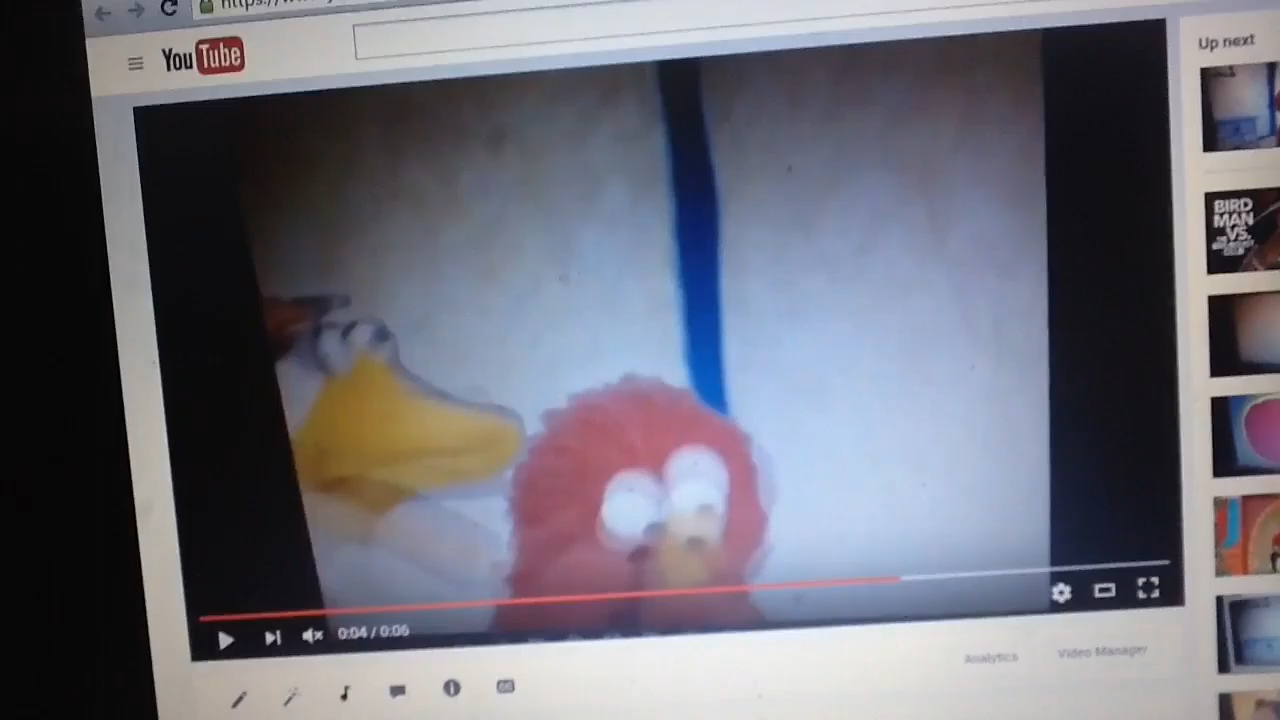 YouTube
Up next
BIRD
MAN
VS.
0:04 / 0:06
Analytics
Video Manager